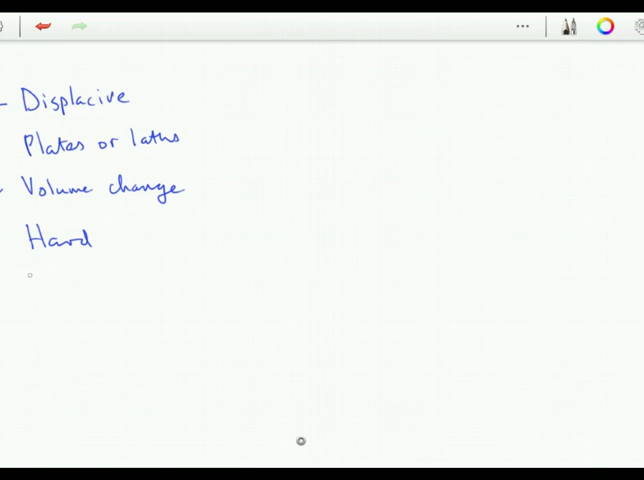 - Displacive
Plates or laths
- Volume change
Hard